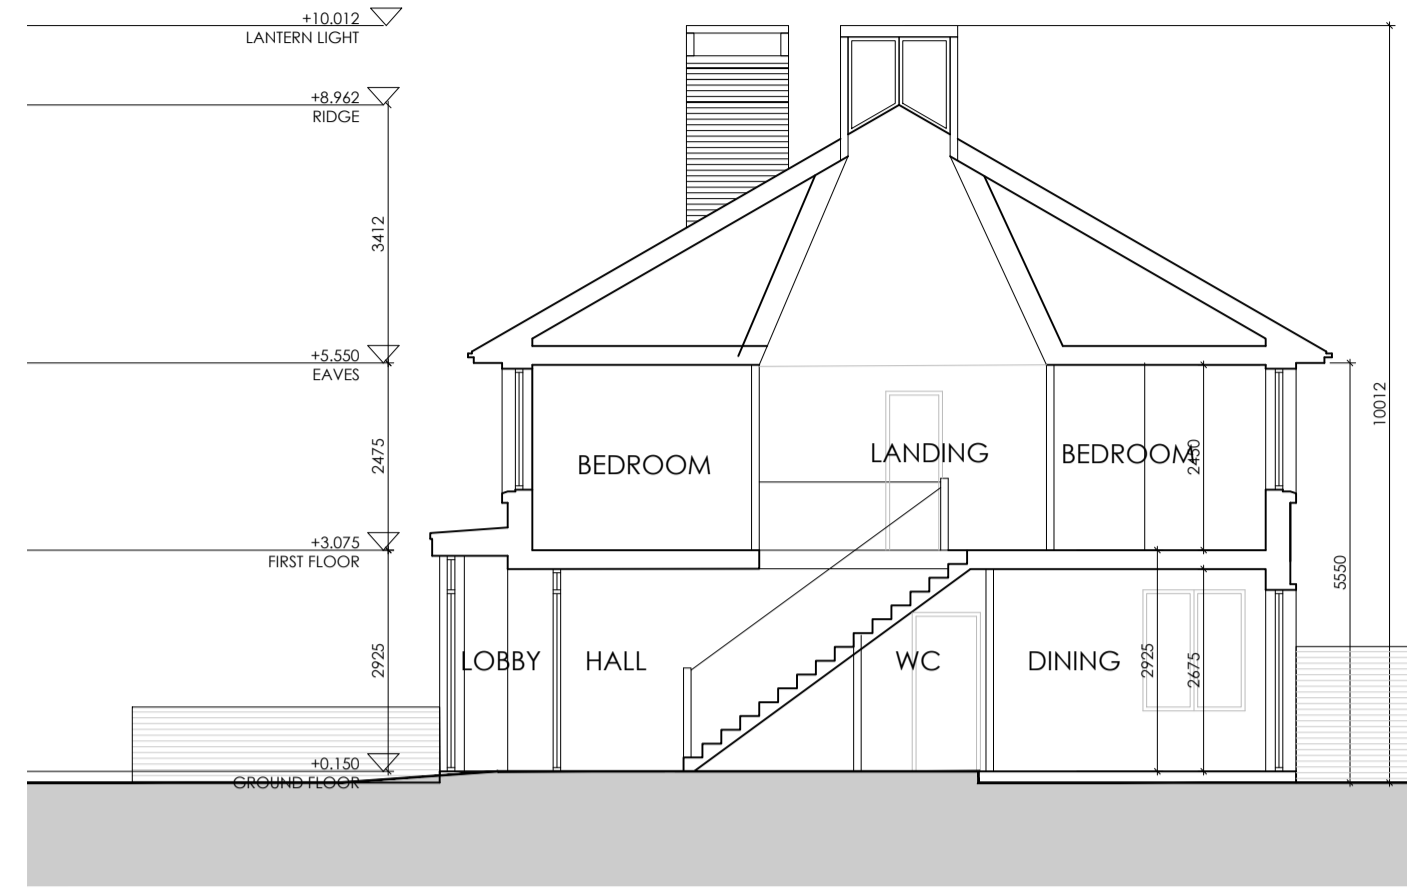 +10.012
LANTERN LIGHT
+8.962
RIDGE
3412
+5.550
EAVES
10012
2475
BEDROOM
LANDING
BEDROOM
2450
+3.075
FIRST FLOOR
5550
2925
LOBBY
HALL
WC
DINING
2925
2675
+0.150
GROUND FLOOR